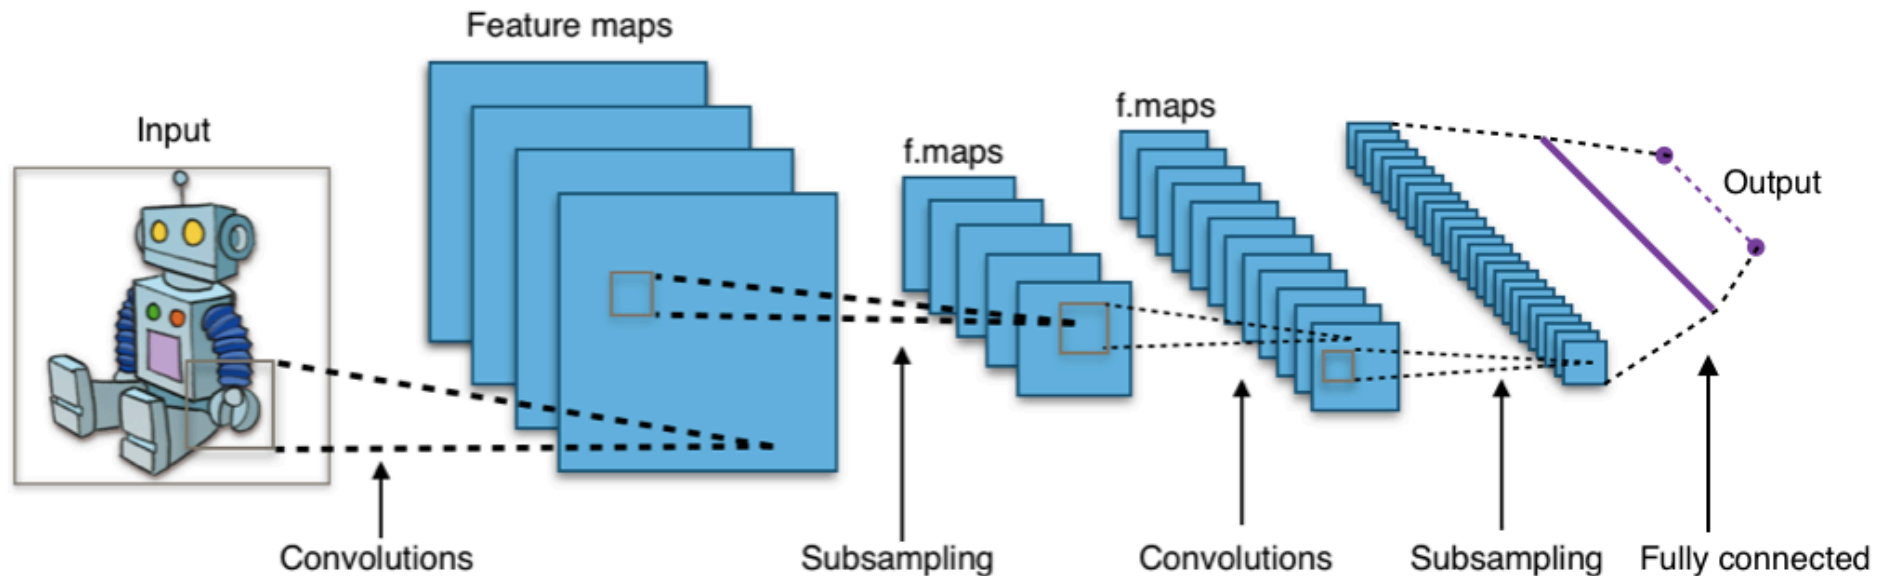 Feature maps
Input
f.maps
f.maps
Output
Convolutions
Subsampling
Convolutions
Subsampling
Fully connected